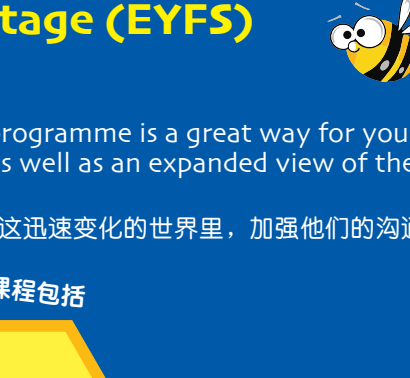 tage (EYFS)
programme is a great way for you
s well as an expanded view of the
这迅速变化的世界里，加强他们的沟通
课程包括